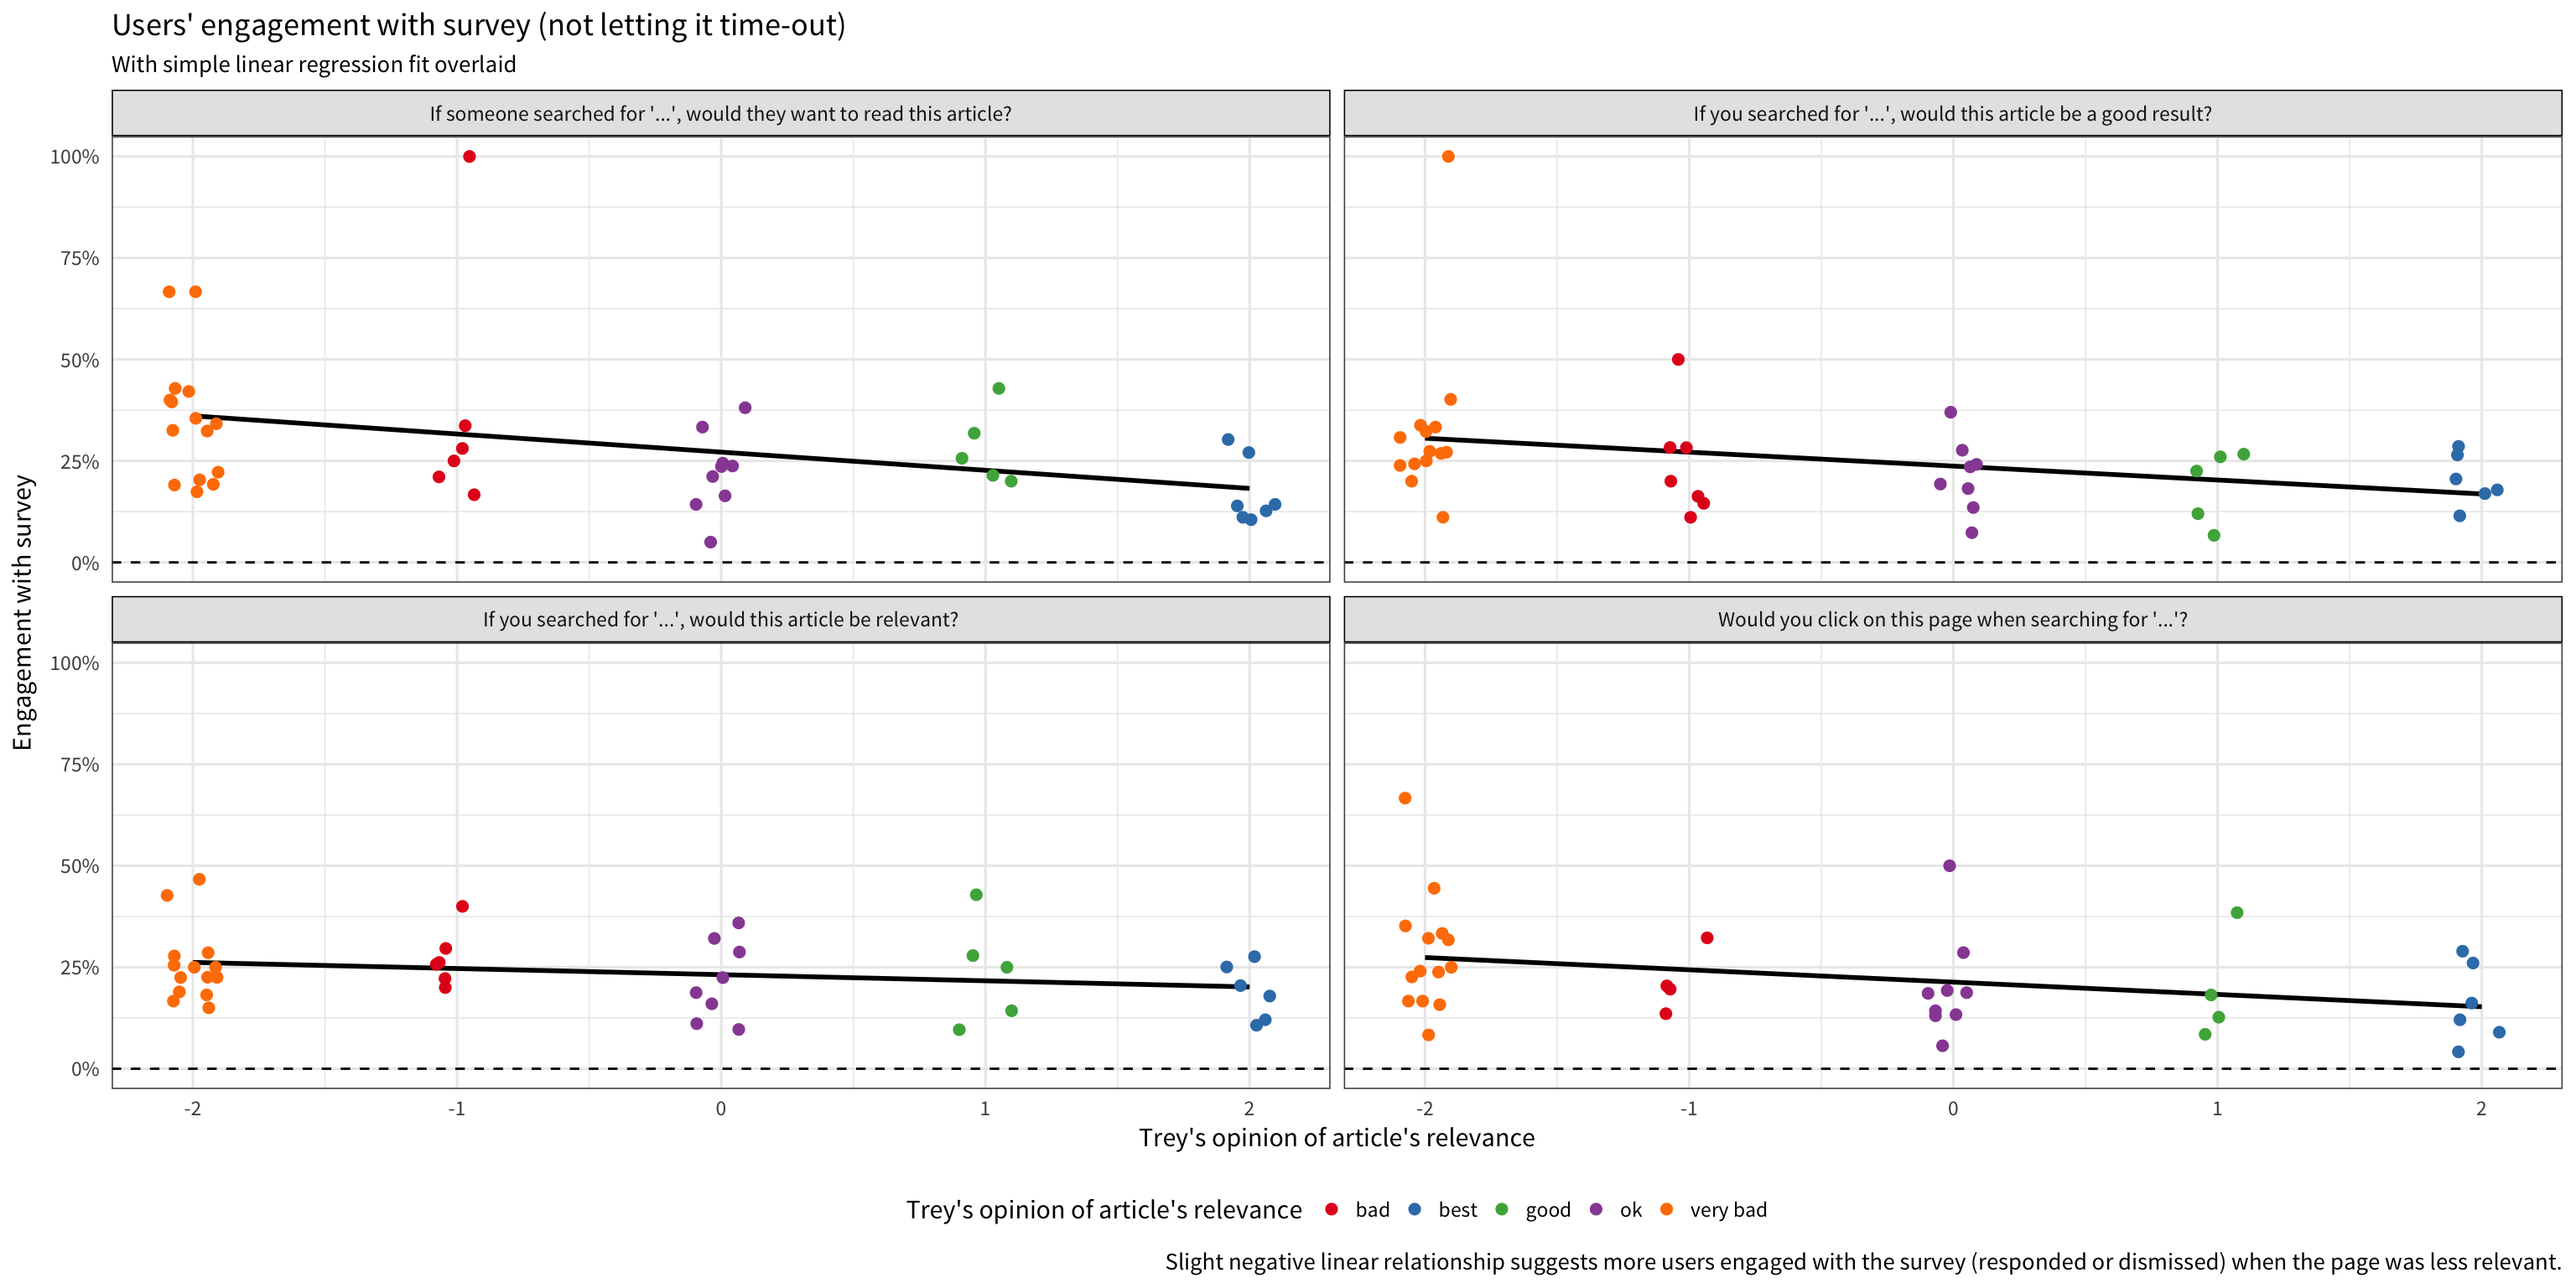 Users' engagement with survey (not letting it time-out)
With simple linear regression fit overlaid
If someone searched for '...', would they want to read this article?
If you searched for '...', would this article be a good result?
100%
75%
50%
25%
0%
Engagement with survey
If you searched for '...', would this article be relevant?
Would you click on this page when searching for '...'?
100%
75%
50%
25%
0%
-2 -1 0 1 2
-2 -1 0 1 2
Trey's opinion of article's relevance
Trey's opinion of article's relevance bad best good ok very bad
Slight negative linear relationship suggests more users engaged with the survey (responded or dismissed) when the page was less relevant.